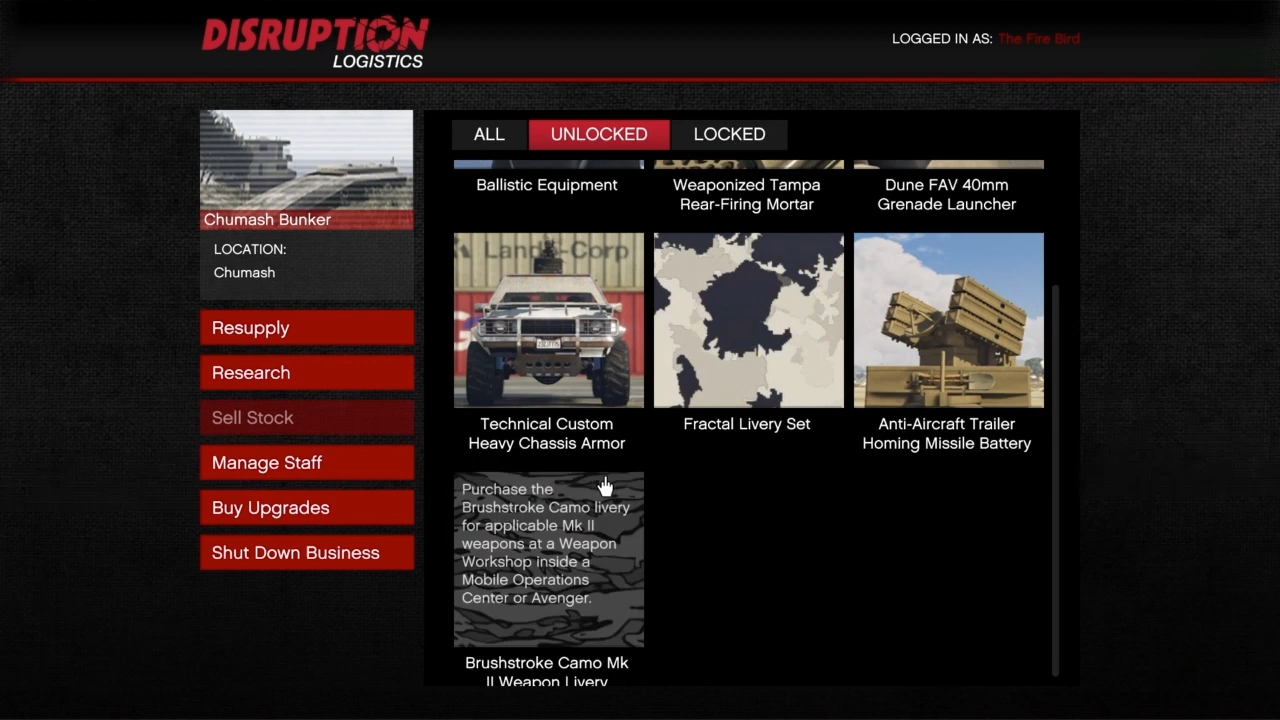 DISRUPTION
LOGISTICS
LOGGED IN AS: The Fire Bird
Chumash Bunker
LOCATION:
Chumash
Resupply
Research
Sell Stock
Manage Staff
Buy Upgrades
Shut Down Business
ALL UNLOCKED LOCKED
Ballistic Equipment
Weaponized Tampa
Rear-Firing Mortar
Dune FAV 40mm
Grenade Launcher
Technical Custom
Heavy Chassis Armor
Fractal Livery Set
Anti-Aircraft Trailer
Homing Missile Battery
Purchase the
Brushstroke Camo livery
for applicable Mk II
weapons at a Weapon
Workshop inside a
Mobile Operations
Center or Avenger.
Brushstroke Camo Mk
II Weapon Livery